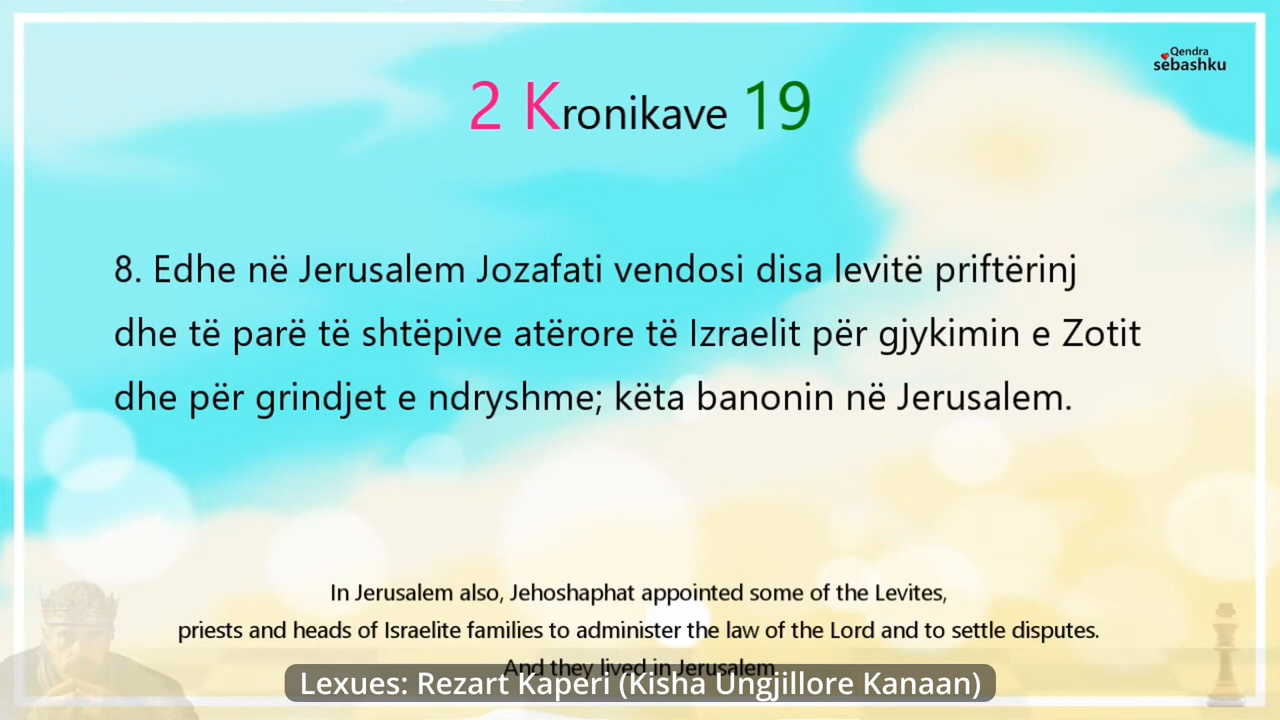 Qendra
sëbashku
2 Kronikave 19
8. Edhe në Jerusalem Jozafati vendosi disa levitë priftërinj
dhe të parë të shtëpive atërore të Izraelit për gjykimin e Zotit
dhe për grindjet e ndryshme; këta banonin në Jerusalem.
In Jerusalem also, Jehoshaphat appointed some of the Levites,
priests and heads of Israelite families to administer the law of the Lord and to settle disputes.
And they lived in Jerusalem.
Lexues: Rezart Kapëri (Kisha Ungjillore Kanaan)